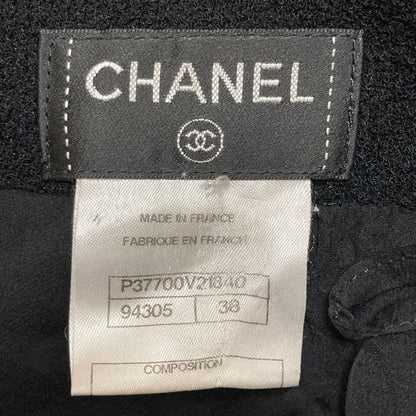 CHANEL
MADE IN FRANCE
FABRIQUE EN FRANCE
P37700V21840
94305 38
COMPOSITION